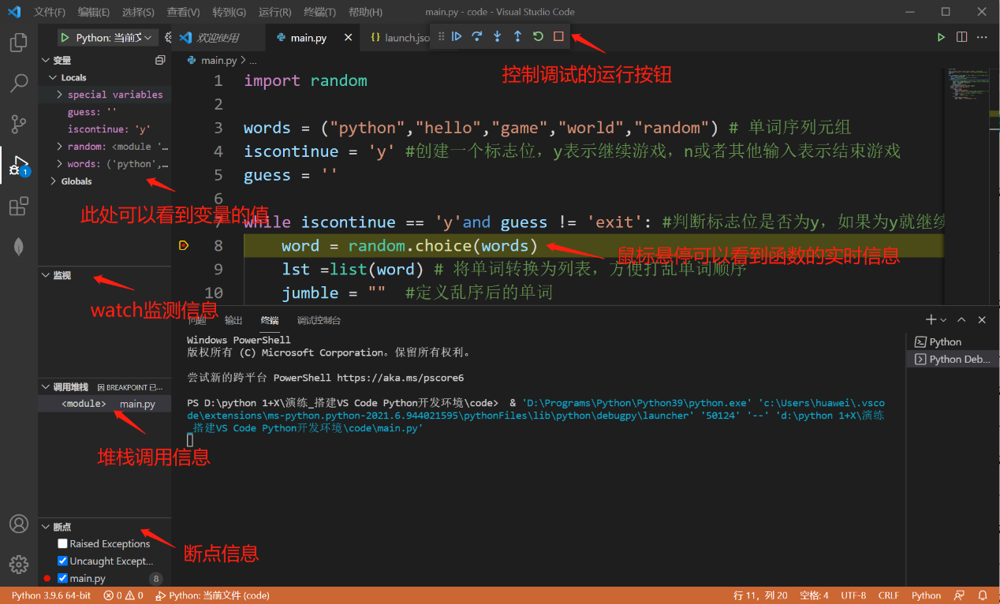 文件(F) 编辑(E) 选择(S) 查看(V) 转到(G) 运行(R) 终端(T) 帮助(H) main.py - code - Visual Studio Code
Python: 当前文
欢迎使用 main.py {} launch.jso
变量
Locals
special variables
guess: ''
iscontinue: 'y'
random: <module '...
words: ('python',...
Globals
此处可以看到变量的值
监视
watch监测信息
调用堆栈 因 BREAKPOINT 已...
<module> main.py
堆栈调用信息
断点
Raised Exceptions
Uncaught Except...
main.py 8
断点信息
控制调试的运行按钮
main.py > ...
1 import random
2
3 words = ("python","hello","game","world","random") # 单词序列元组
4 iscontinue = 'y' #创建一个标志位，y表示继续游戏，n或者其他输入表示结束游戏
5 guess = ''
6
7 while iscontinue == 'y'and guess != 'exit': #判断标志位是否为y，如果为y就继续
8 word = random.choice(words)
鼠标悬停可以看到函数的实时信息
9 lst =list(word) # 将单词转换为列表，方便打乱单词顺序
10 jumble = "" #定义乱序后的单词
问题 输出 终端 调试控制台
Windows PowerShell
版权所有 (C) Microsoft Corporation。保留所有权利。
尝试新的跨平台 PowerShell https://aka.ms/pscore6
PS D:\python 1+X\演练_搭建VS Code Python开发环境\code> & 'D:\Programs\Python\Python39\python.exe' 'c:\Users\huawei\.vsco
de\extensions\ms-python.python-2021.6.944021595\pythonFiles\lib\python\debugpy\launcher' '50124' '--' 'd:\python 1+X\演练
_搭建VS Code Python开发环境\code\main.py'
Python
Python Deb...
1
Python 3.9.6 64-bit 0 0 Python: 当前文件 (code) 行 11，列 20 空格: 4 UTF-8 CRLF Python